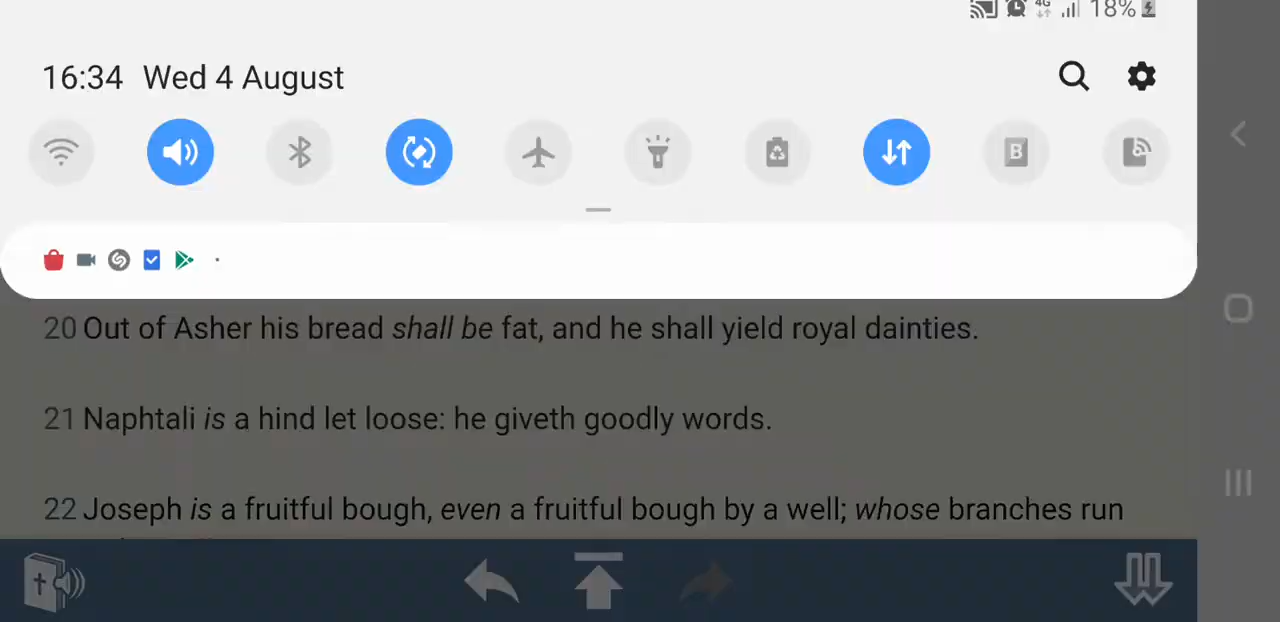 4G 18%
16:34 Wed 4 August
B
20 Out of Asher his bread shall be fat, and he shall yield royal dainties.
21 Naphtali is a hind let loose: he giveth goodly words.
22 Joseph is a fruitful bough, even a fruitful bough by a well; whose branches run